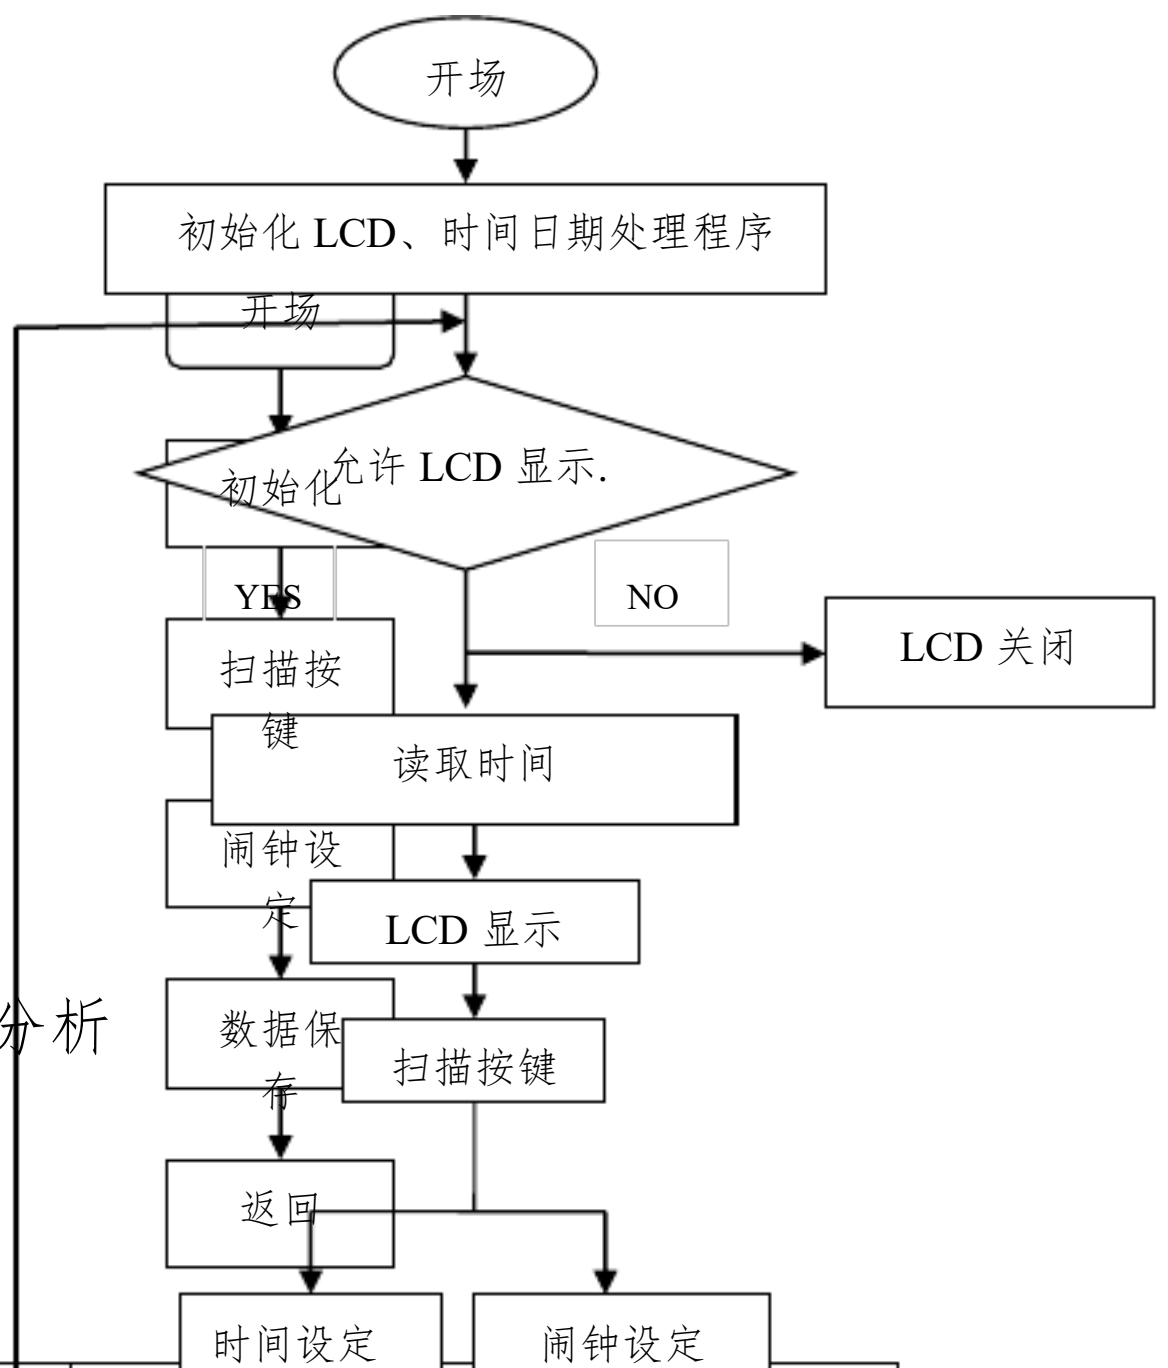 开场
初始化 LCD、时间日期处理程序
开场
允许 LCD 显示.
初始化
YES
NO
LCD 关闭
扫描按
键
读取时间
闹钟设
定
LCD 显示
分析
数据保
存
扫描按键
返回
时间设定
闹钟设定